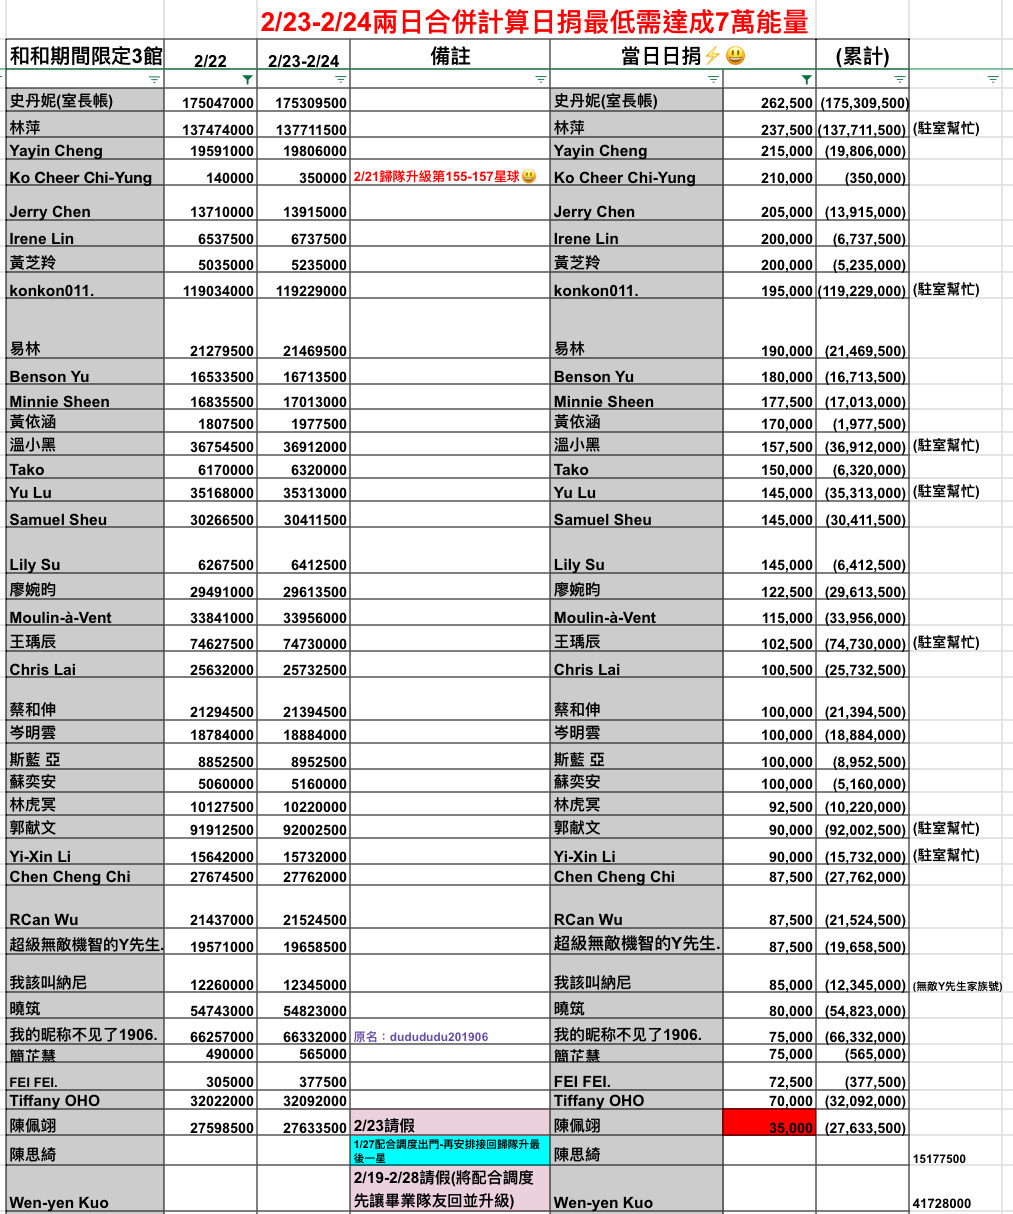 2/23-2/24兩日合併計算日捐最低需達成7萬能量
和和期間限定3館 2/22 2/23-2/24 備註 當日日捐⚡😃 (累計)
史丹妮(室長帳) 175047000 175309500 史丹妮(室長帳) 262,500 (175,309,500)
林萍 137474000 137711500 林萍 237,500 (137,711,500) (駐室幫忙)
Yayin Cheng 19591000 19806000 Yayin Cheng 215,000 (19,806,000)
Ko Cheer Chi-Yung 140000 350000 2/21歸隊升級第155-157星球😃 Ko Cheer Chi-Yung 210,000 (350,000)
Jerry Chen 13710000 13915000 Jerry Chen 205,000 (13,915,000)
Irene Lin 6537500 6737500 Irene Lin 200,000 (6,737,500)
黃芝羚 5035000 5235000 黃芝羚 200,000 (5,235,000)
konkon011. 119034000 119229000 konkon011. 195,000 (119,229,000) (駐室幫忙)
易林 21279500 21469500 易林 190,000 (21,469,500)
Benson Yu 16533500 16713500 Benson Yu 180,000 (16,713,500)
Minnie Sheen 16835500 17013000 Minnie Sheen 177,500 (17,013,000)
黃依涵 1807500 1977500 黃依涵 170,000 (1,977,500)
溫小黑 36754500 36912000 溫小黑 157,500 (36,912,000) (駐室幫忙)
Tako 6170000 6320000 Tako 150,000 (6,320,000)
Yu Lu 35168000 35313000 Yu Lu 145,000 (35,313,000) (駐室幫忙)
Samuel Sheu 30266500 30411500 Samuel Sheu 145,000 (30,411,500)
Lily Su 6267500 6412500 Lily Su 145,000 (6,412,500)
廖婉昀 29491000 29613500 廖婉昀 122,500 (29,613,500)
Moulin-à-Vent 33841000 33956000 Moulin-à-Vent 115,000 (33,956,000)
王瑀辰 74627500 74730000 王瑀辰 102,500 (74,730,000) (駐室幫忙)
Chris Lai 25632000 25732500 Chris Lai 100,500 (25,732,500)
蔡和伸 21294500 21394500 蔡和伸 100,000 (21,394,500)
岑明雲 18784000 18884000 岑明雲 100,000 (18,884,000)
斯藍 亞 8852500 8952500 斯藍 亞 100,000 (8,952,500)
蘇奕安 5060000 5160000 蘇奕安 100,000 (5,160,000)
林虎冥 10127500 10220000 林虎冥 92,500 (10,220,000)
郭献文 91912500 92002500 郭献文 90,000 (92,002,500) (駐室幫忙)
Yi-Xin Li 15642000 15732000 Yi-Xin Li 90,000 (15,732,000) (駐室幫忙)
Chen Cheng Chi 27674500 27762000 Chen Cheng Chi 87,500 (27,762,000)
RCan Wu 21437000 21524500 RCan Wu 87,500 (21,524,500)
超級無敵機智的Y先生. 19571000 19658500 超級無敵機智的Y先生. 87,500 (19,658,500)
我該叫納尼 12260000 12345000 我該叫納尼 85,000 (12,345,000) (無敵Y先生家族號)
曉筑 54743000 54823000 曉筑 80,000 (54,823,000)
我的昵称不见了1906. 66257000 66332000 原名：dudududu201906 我的昵称不见了1906. 75,000 (66,332,000)
簡芷慧 490000 565000 簡芷慧 75,000 (565,000)
FEI FEI. 305000 377500 FEI FEI. 72,500 (377,500)
Tiffany OHO 32022000 32092000 Tiffany OHO 70,000 (32,092,000)
陳佩翊 27598500 27633500 2/23請假 陳佩翊 35,000 (27,633,500)
陳思綺 1/27配合調度出門-再安排接回歸隊升最後一星 陳思綺 15177500
Wen-yen Kuo 2/19-2/28請假(將配合調度先讓畢業隊友回並升級) Wen-yen Kuo 41728000